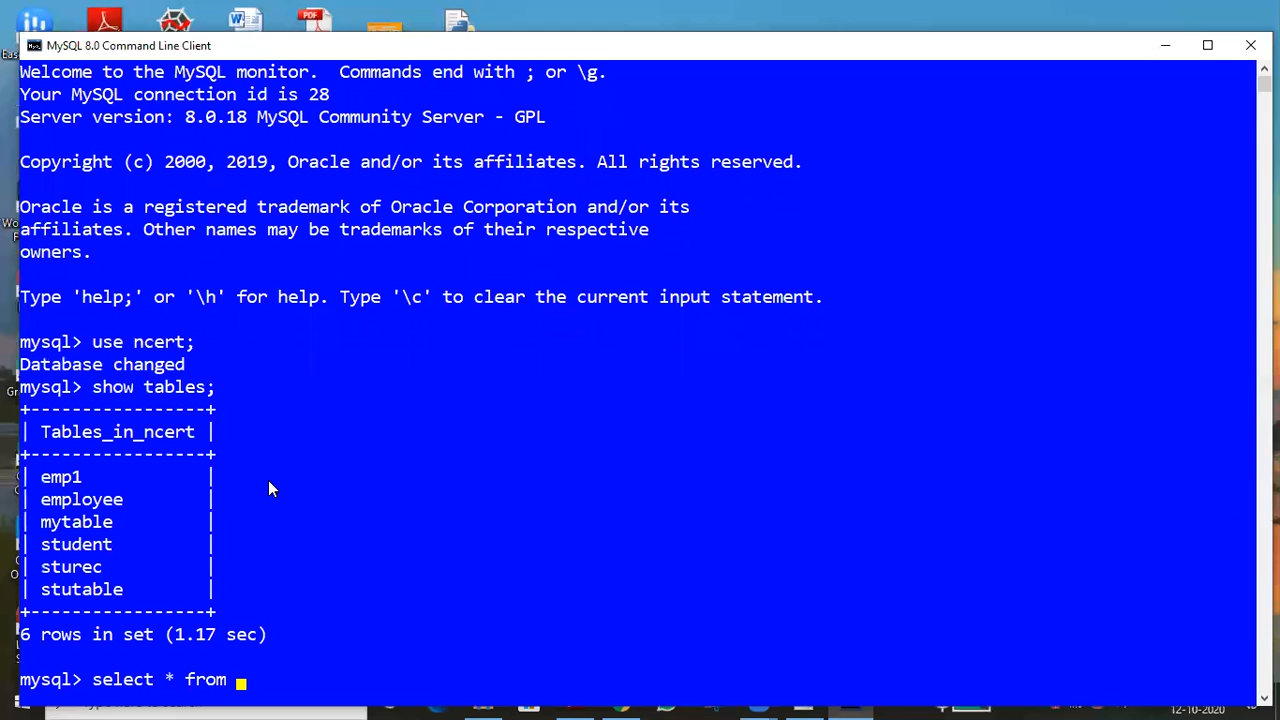 MySQL 8.0 Command Line Client
Welcome to the MySQL monitor.  Commands end with ; or \g.
Your MySQL connection id is 28
Server version: 8.0.18 MySQL Community Server - GPL
Copyright (c) 2000, 2019, Oracle and/or its affiliates. All rights reserved.
Oracle is a registered trademark of Oracle Corporation and/or its
affiliates. Other names may be trademarks of their respective
owners.
Type 'help;' or '\h' for help. Type '\c' to clear the current input statement.
mysql> use ncert;
Database changed
mysql> show tables;
+-----------------+
| Tables_in_ncert |
+-----------------+
| emp1            |
| employee        |
| mytable         |
| student         |
| sturec          |
| stutable        |
+-----------------+
6 rows in set (1.17 sec)
mysql> select * from
12-10-2020